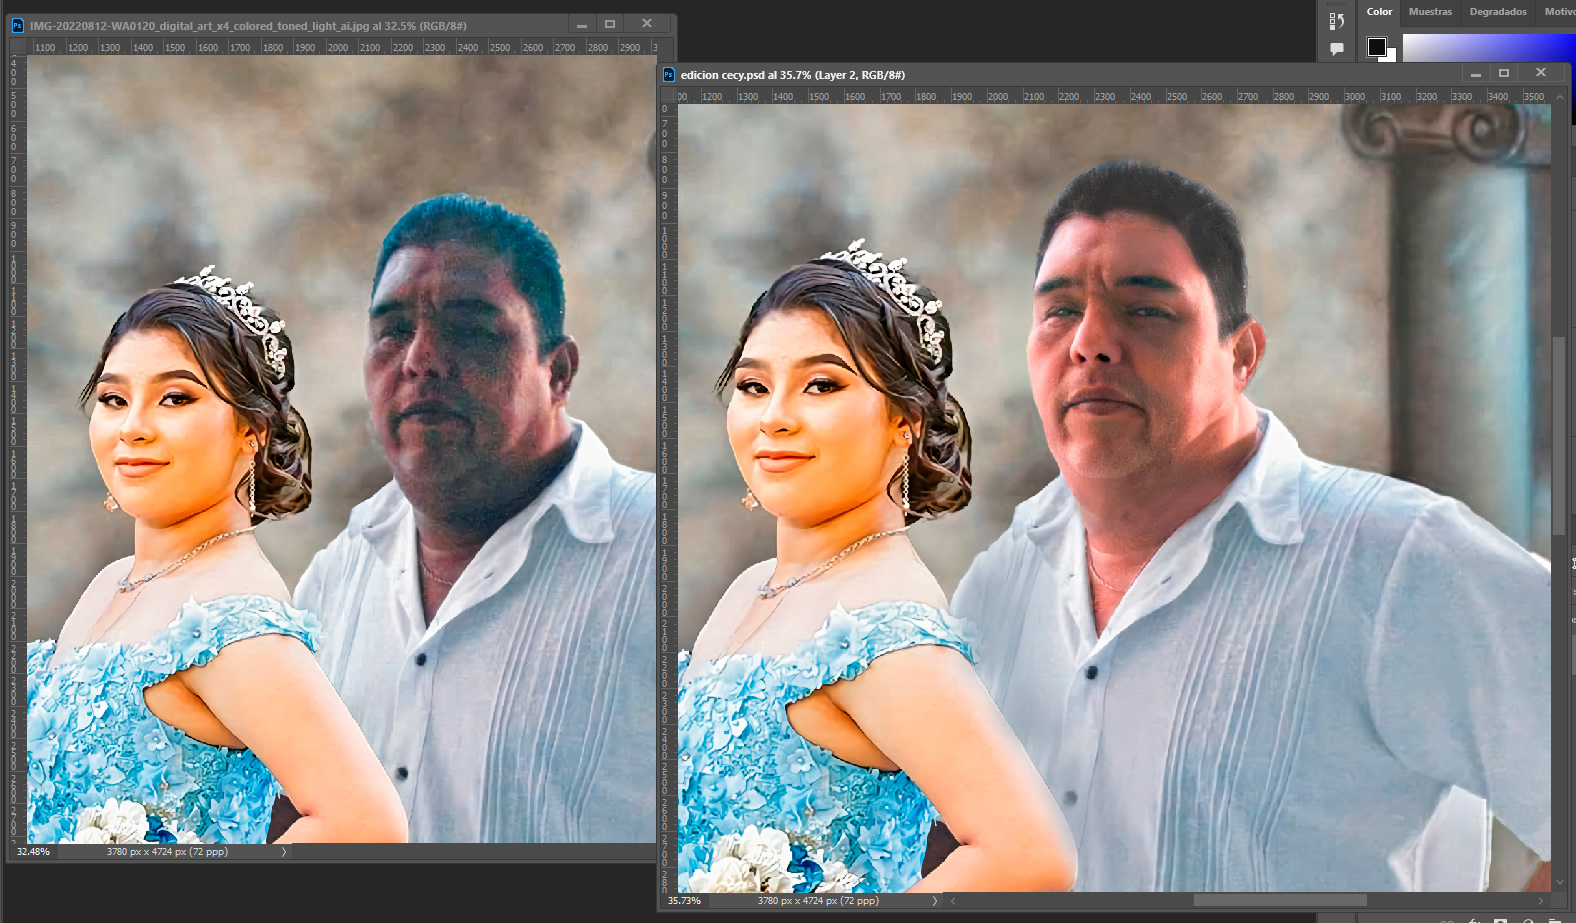 IMG-20220812-WA0120_digital_art_x4_colored_toned_light_ai.jpg al 32.5% (RGB/8#)
1100 1200 1300 1400 1500 1600 1700 1800 1900 2000 2100 2200 2300 2400 2500 2600 2700 2800 2900
32.48% 3780 px x 4724 px (72 ppp)
Color Muestras Degradados Motivo
edicion cecy.psd al 35.7% (Layer 2, RGB/8#)
1200 1300 1400 1500 1600 1700 1800 1900 2000 2100 2200 2300 2400 2500 2600 2700 2800 2900 3000 3100 3200 3300 3400 3500
35.73% 3780 px x 4724 px (72 ppp)